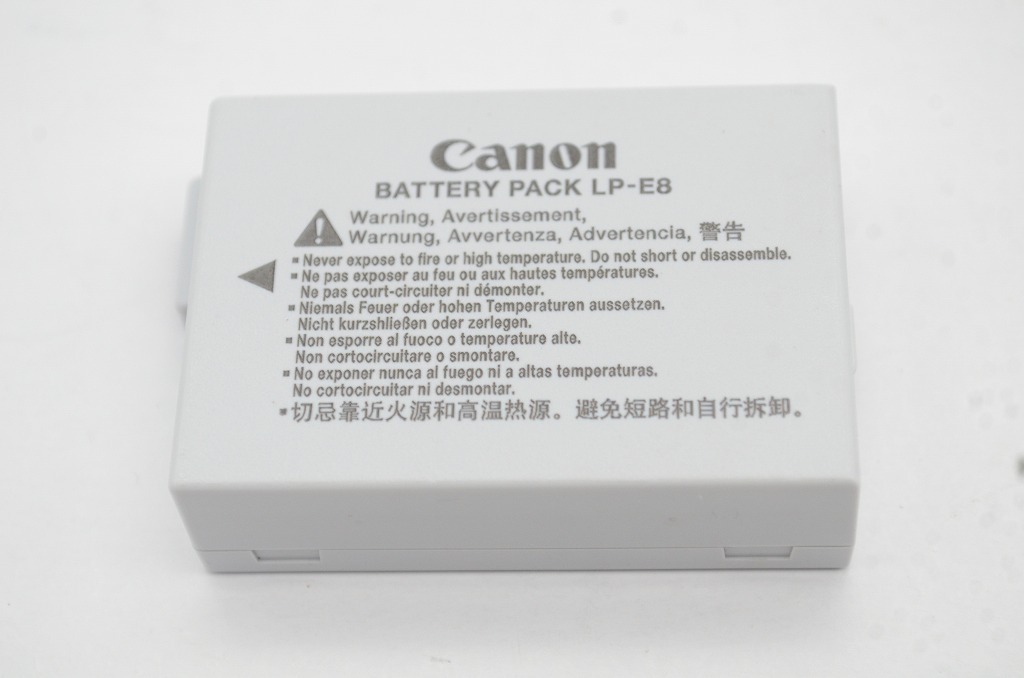 Canon
BATTERY PACK LP-E8
Warning, Avertissement,
Warnung, Avvertenza, Advertencia, 警告
▪ Never expose to fire or high temperature. Do not short or disassemble.
▪ Ne pas exposer au feu ou aux hautes températures.
Ne pas court-circuiter ni démonter.
▪ Niemals Feuer oder hohen Temperaturen aussetzen.
Nicht kurzshließen oder zerlegen.
▪ Non esporre al fuoco o temperature alte.
Non cortocircuitare o smontare.
▪ No exponer nunca al fuego ni a altas temperaturas.
No cortocircuitar ni desmontar.
▪ 切忌靠近火源和高温热源。避免短路和自行拆卸。